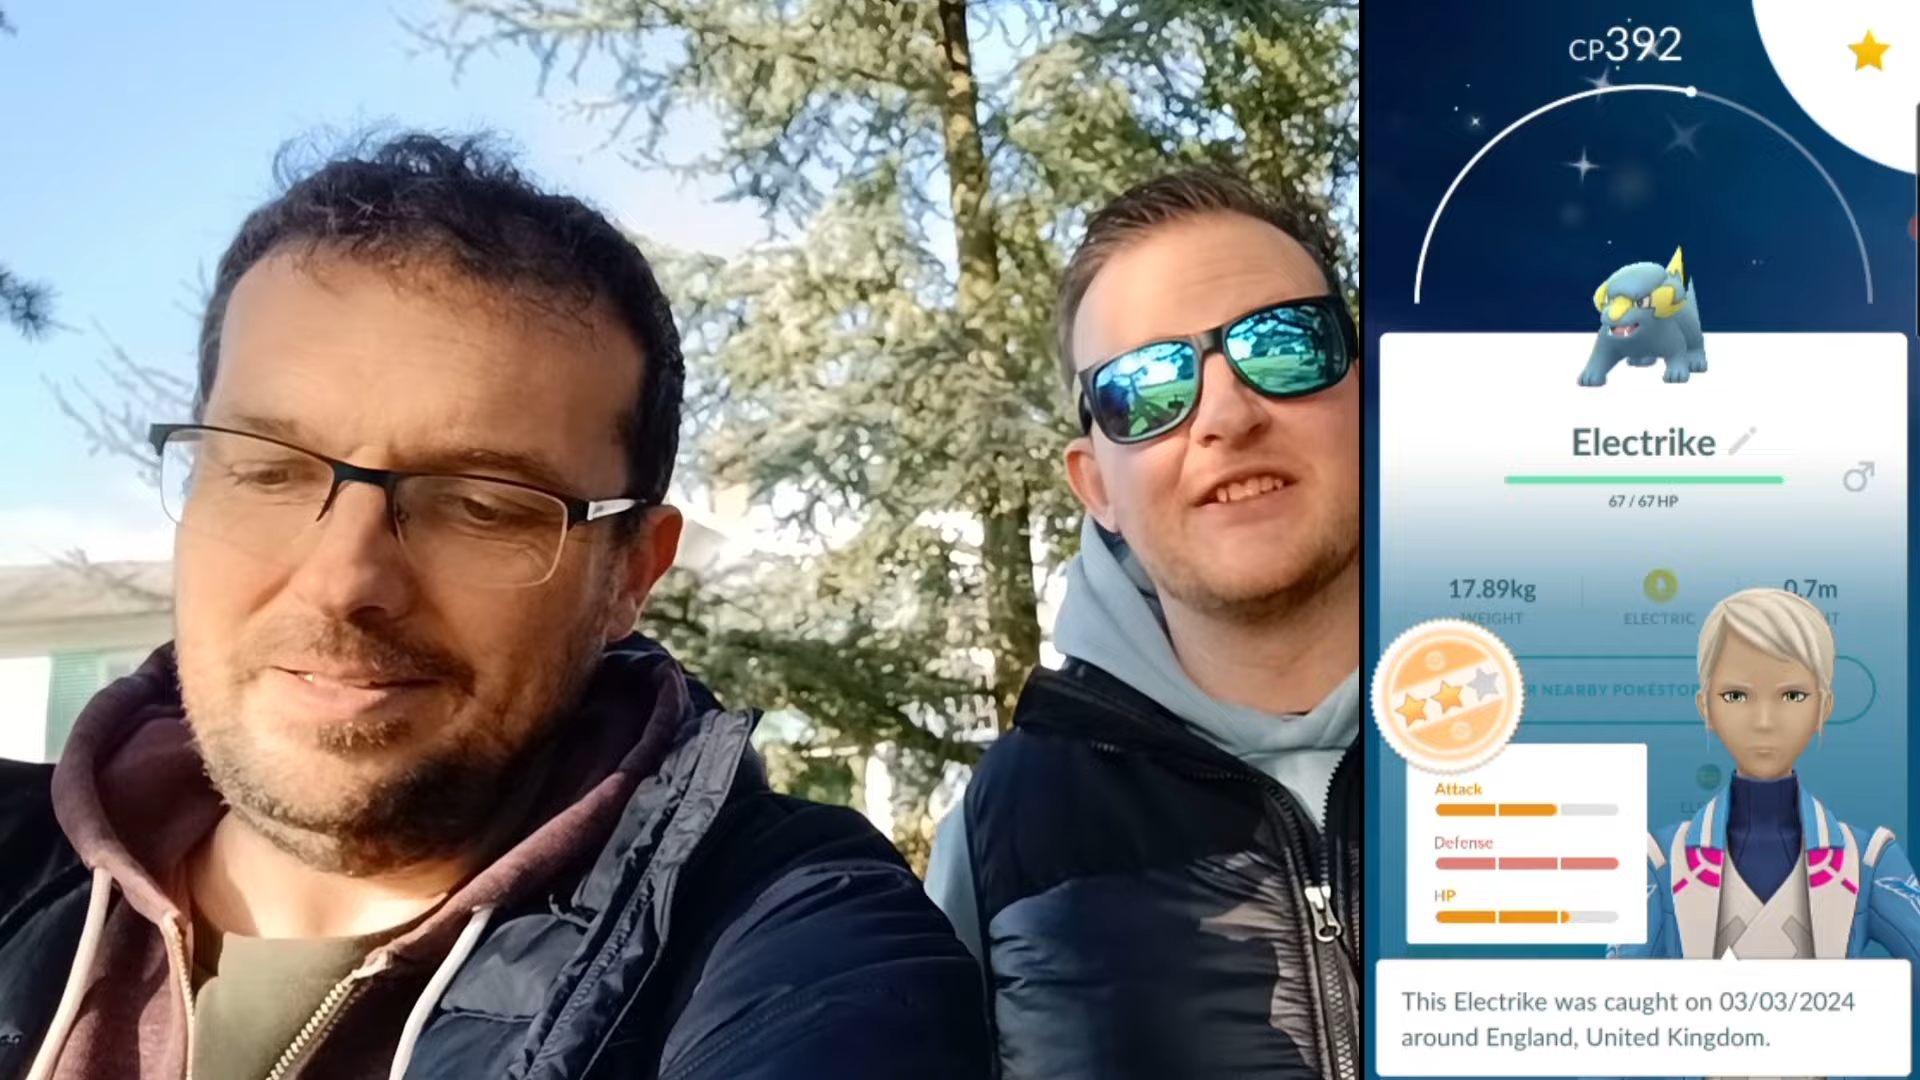 CP392
Electrike
67 / 67 HP
17.89kg
0.7m
WEIGHT
ELECTRIC
NEARBY POKÉSTOP
Attack
Defense
HP
This Electrike was caught on 03/03/2024
around England, United Kingdom.